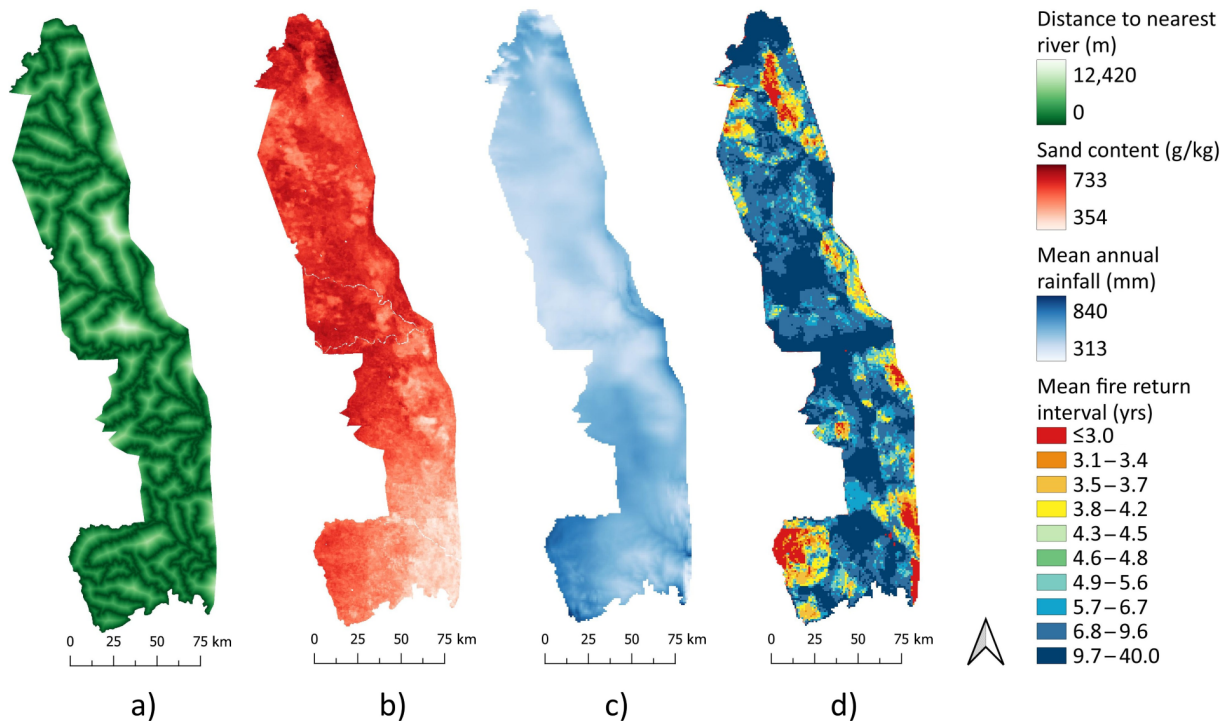 Distance to nearest
river (m)
12,420
0
Sand content (g/kg)
733
354
Mean annual
rainfall (mm)
840
313
Mean fire return
interval (yrs)
≤3.0
3.1–3.4
3.5–3.7
3.8–4.2
4.3–4.5
4.6–4.8
4.9–5.6
5.7–6.7
6.8–9.6
9.7–40.0
0 25 50 75 km
0 25 50 75 km
0 25 50 75 km
0 25 50 75 km
a) b) c) d)